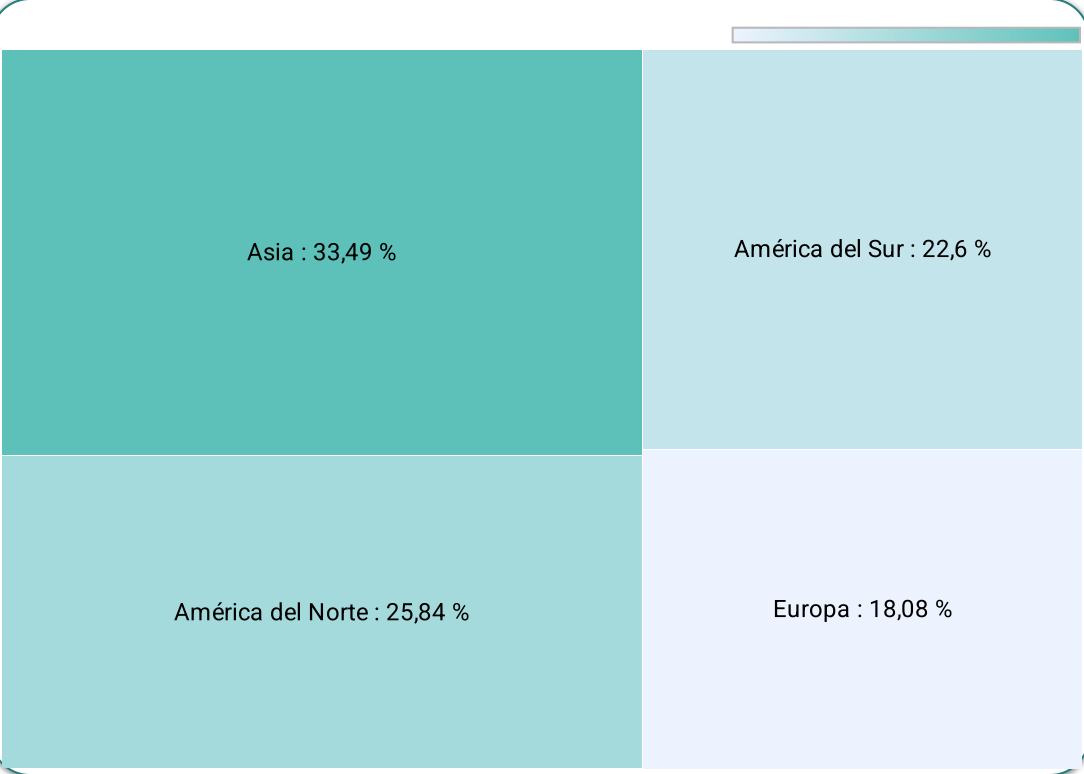 Asia : 33,49 %
América del Sur : 22,6 %
América del Norte : 25,84 %
Europa : 18,08 %